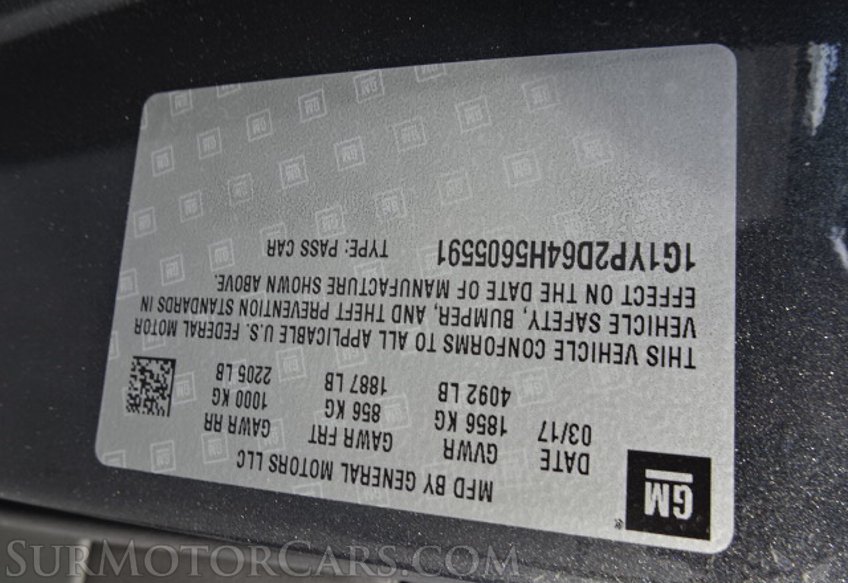 GM
MFD BY GENERAL MOTORS LLC
DATE GVWR GAWR FRT GAWR RR
03/17 1856 KG 856 KG 1000 KG
4092 LB 1887 LB 2205 LB
THIS VEHICLE CONFORMS TO ALL APPLICABLE U.S. FEDERAL MOTOR
VEHICLE SAFETY, BUMPER, AND THEFT PREVENTION STANDARDS IN
EFFECT ON THE DATE OF MANUFACTURE SHOWN ABOVE.
1G1YP2D64H5605591 TYPE: PASS CAR
SURMOTORCARS.COM